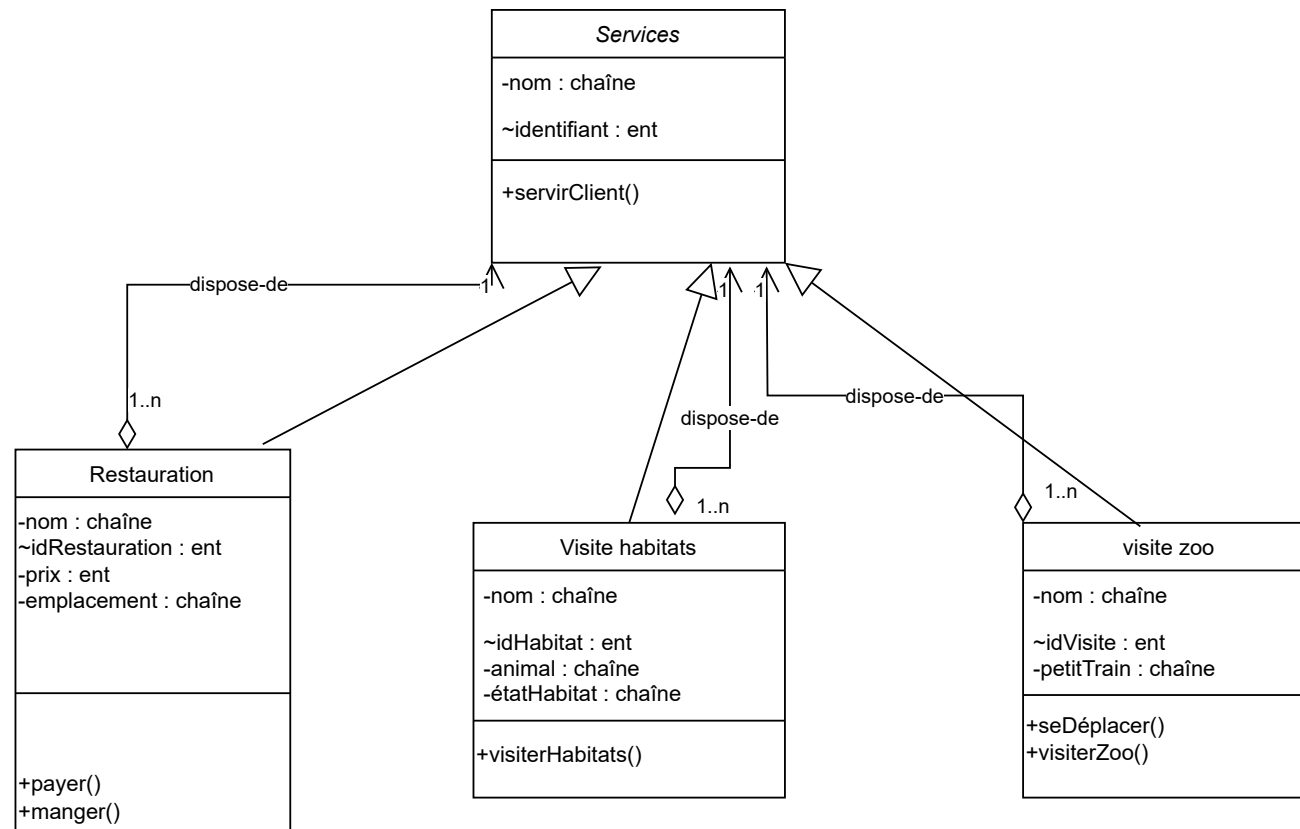 Services
-nom : chaîne
~identifiant : ent
+servirClient()
dispose-de
1
1..n
1
dispose-de
1..n
1
dispose-de
1..n
Restauration
-nom : chaîne
~idRestauration : ent
-prix : ent
-emplacement : chaîne
+payer()
+manger()
Visite habitats
-nom : chaîne
~idHabitat : ent
-animal : chaîne
-étatHabitat : chaîne
+visiterHabitats()
visite zoo
-nom : chaîne
~idVisite : ent
-petitTrain : chaîne
+seDéplacer()
+visiterZoo()